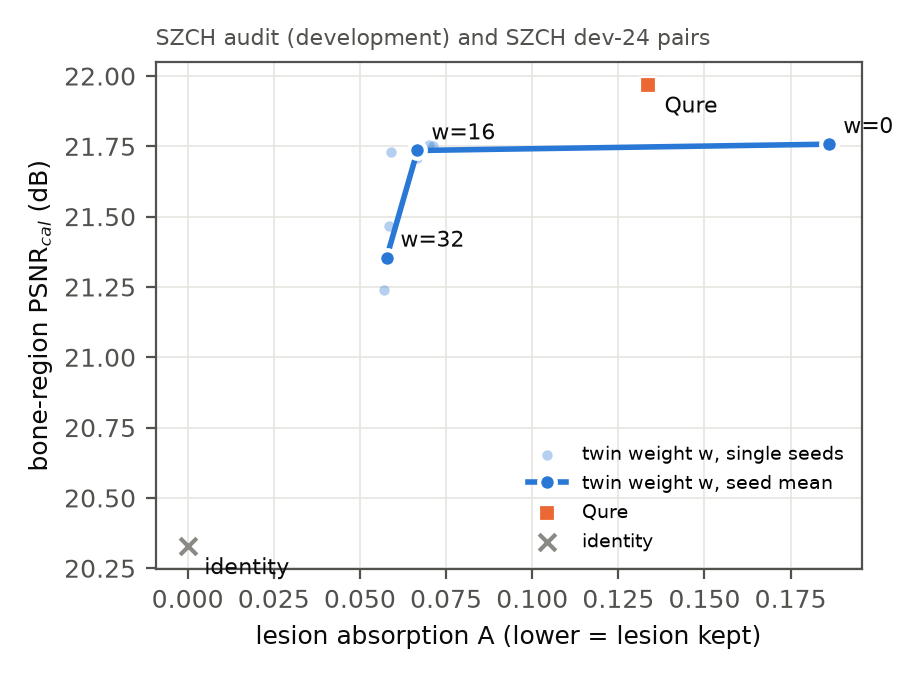 SZCH audit (development) and SZCH dev-24 pairs
22.00
21.75
21.50
21.25
21.00
20.75
20.50
20.25
bone-region PSNRcal (dB)
Qure
w=0
w=16
w=32
identity
twin weight w, single seeds
twin weight w, seed mean
Qure
identity
0.000 0.025 0.050 0.075 0.100 0.125 0.150 0.175
lesion absorption A (lower = lesion kept)